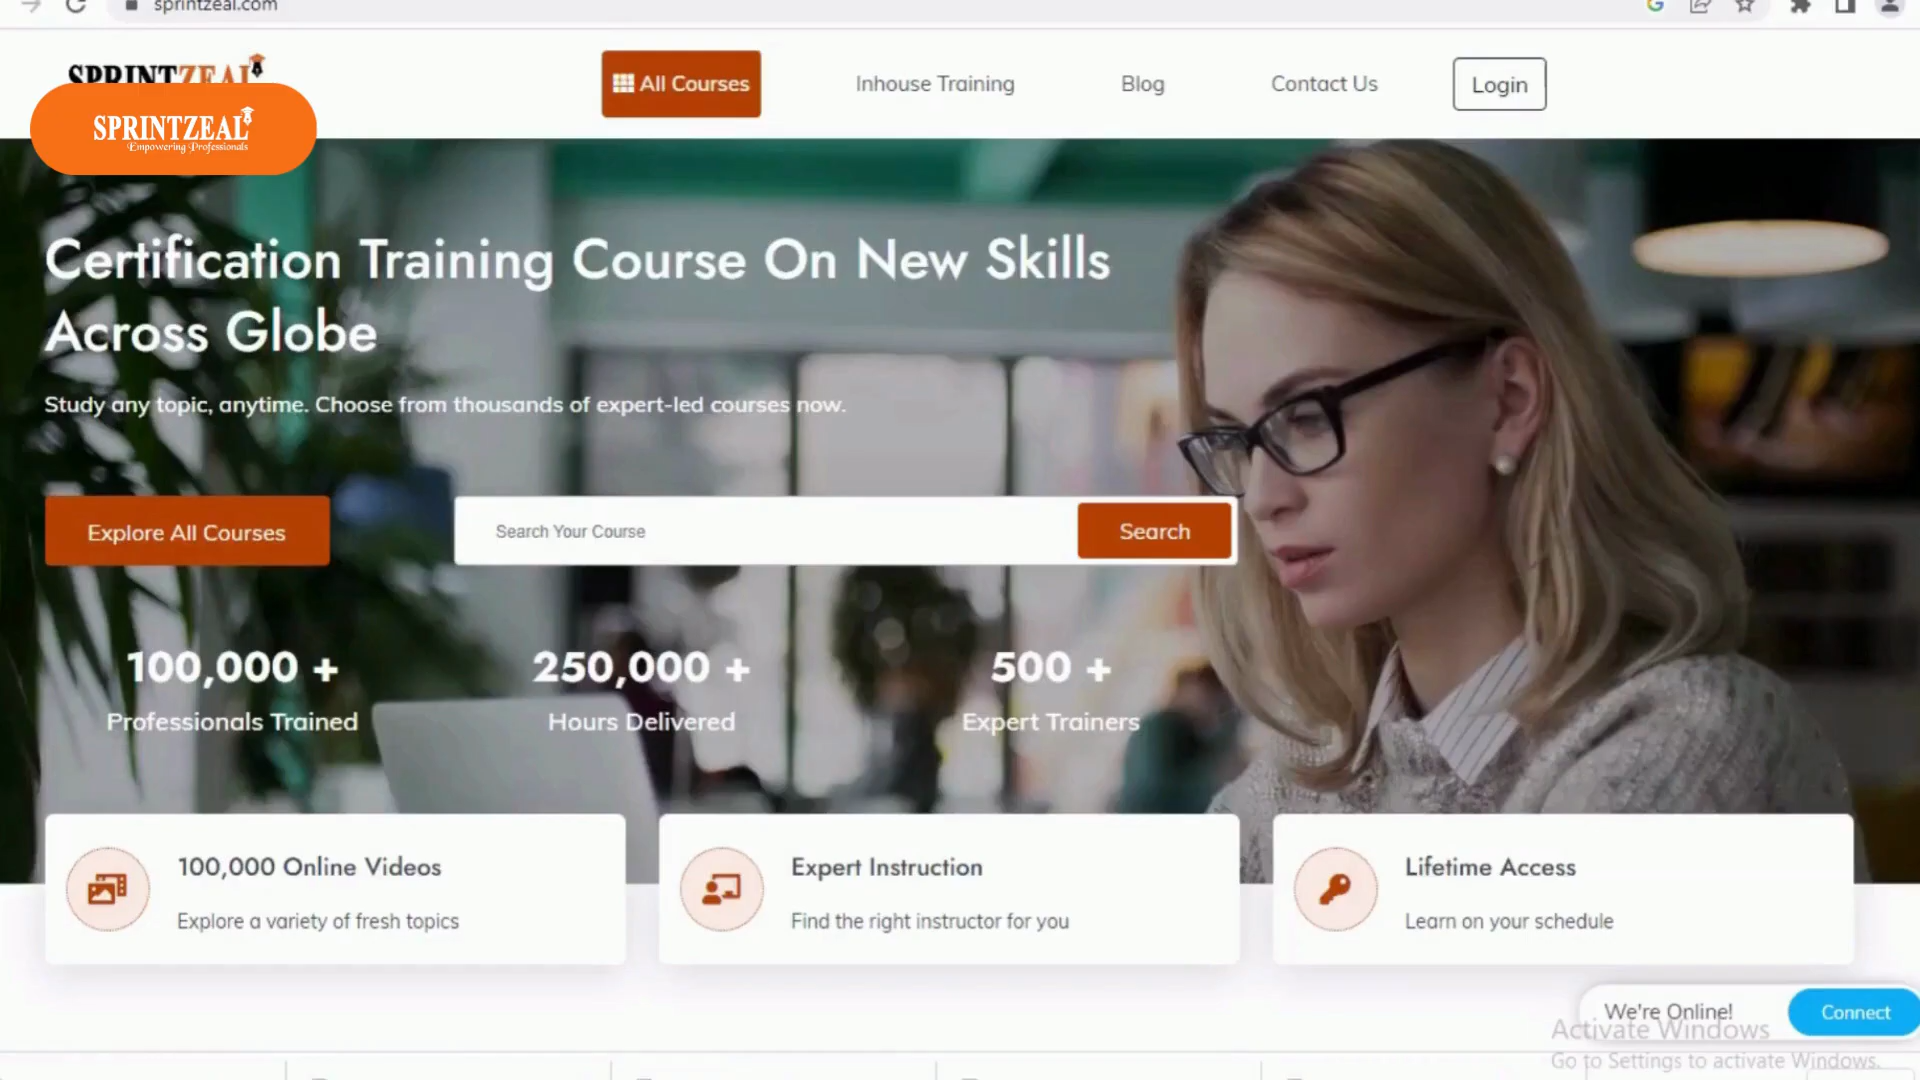 sprintzeal.com
SPRINTZEAL
All Courses
Inhouse Training
Blog
Contact Us
Login
SPRINTZEAL
Empowering Professionals
Certification Training Course On New Skills
Across Globe
Study any topic, anytime. Choose from thousands of expert-led courses now.
Explore All Courses
Search Your Course
Search
100,000 +
250,000 +
500 +
Professionals Trained
Hours Delivered
Expert Trainers
100,000 Online Videos
Explore a variety of fresh topics
Expert Instruction
Find the right instructor for you
Lifetime Access
Learn on your schedule
We're Online!
Connect
Activate Windows
Go to Settings to activate Windows.